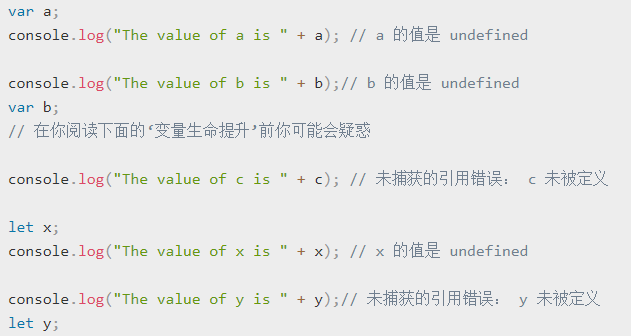 var a;
console.log("The value of a is " + a); // a 的值是 undefined
console.log("The value of b is " + b);// b 的值是 undefined
var b;
// 在你阅读下面的‘变量生命提升’前你可能会疑惑
console.log("The value of c is " + c); // 未捕获的引用错误： c 未被定义
let x;
console.log("The value of x is " + x); // x 的值是 undefined
console.log("The value of y is " + y);// 未捕获的引用错误： y 未被定义
let y;